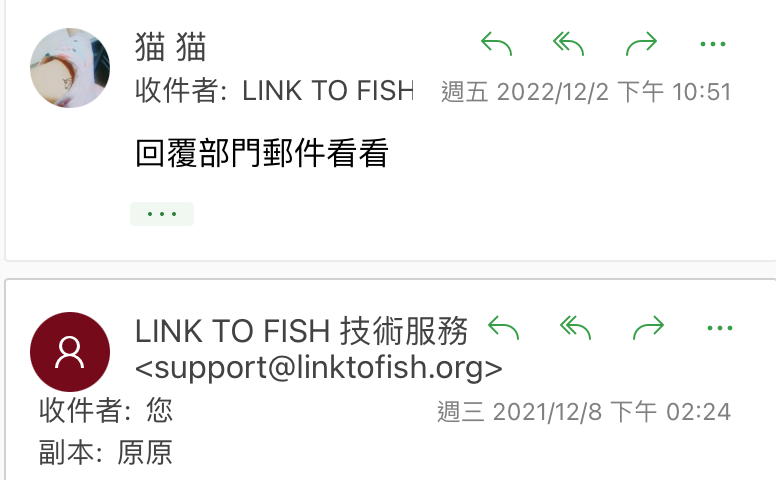 猫 猫
收件者: LINK TO FISH
週五 2022/12/2 下午 10:51
回覆部門郵件看看
LINK TO FISH 技術服務
<support@linktofish.org>
收件者: 您
週三 2021/12/8 下午 02:24
副本: 原原